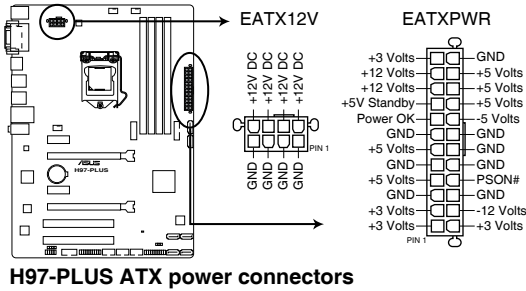 EATX12V
EATXPWR
+12V DC
+12V DC
+12V DC
+12V DC
PIN 1
GND
GND
GND
GND
+3 Volts GND
+12 Volts +5 Volts
+12 Volts +5 Volts
+5V Standby +5 Volts
Power OK -5 Volts
GND GND
+5 Volts GND
GND GND
+5 Volts PSON#
GND GND
+3 Volts -12 Volts
+3 Volts +3 Volts
PIN 1
/SUS
H97-PLUS
H97-PLUS ATX power connectors